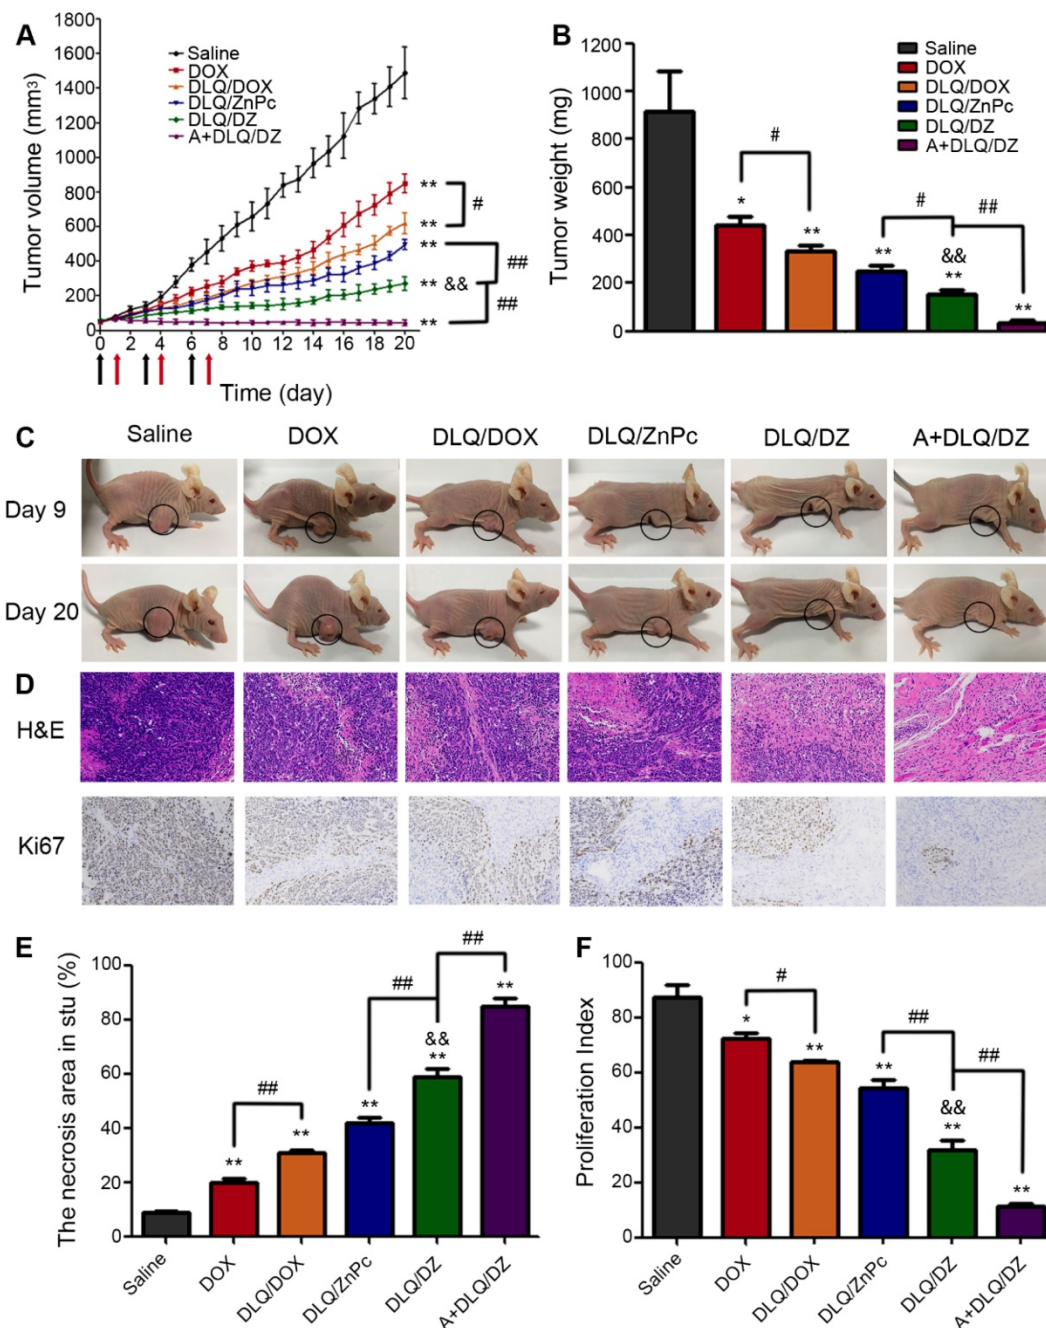 A
Tumor volume (mm³)
1800
1600
1400
1200
1000
800
600
400
200
0
Saline
DOX
DLQ/DOX
DLQ/ZnPc
DLQ/DZ
A+DLQ/DZ
**
**
**
** &&
**
#
##
##
0 2 4 6 8 10 12 14 16 18 20
Time (day)
B
Tumor weight (mg)
1200
1000
800
600
400
200
0
Saline
DOX
DLQ/DOX
DLQ/ZnPc
DLQ/DZ
A+DLQ/DZ
#
# ##
*
**
**
&&
**
**
C
Saline DOX DLQ/DOX DLQ/ZnPc DLQ/DZ A+DLQ/DZ
Day 9
Day 20
D
H&E
Ki67
E
The necrosis area in stu (%)
100
80
60
40
20
0
##
##
##
**
**
**
&&
**
**
Saline DOX DLQ/DOX DLQ/ZnPc DLQ/DZ A+DLQ/DZ
F
Proliferation Index
100
80
60
40
20
0
#
##
##
*
**
**
&&
**
**
Saline DOX DLQ/DOX DLQ/ZnPc DLQ/DZ A+DLQ/DZ